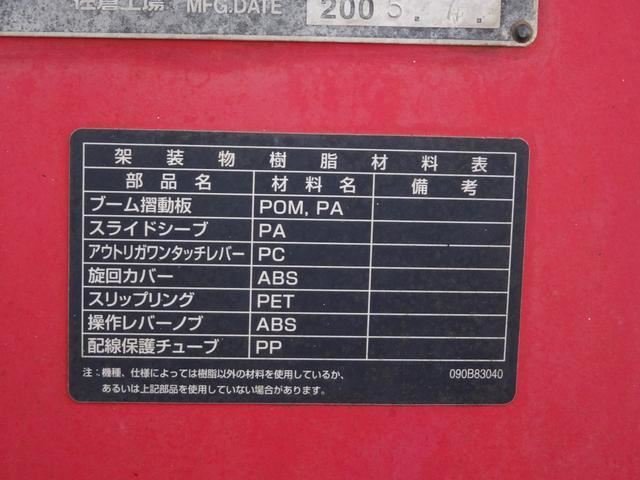 佐倉工場 MFG.DATE 2005.
架装物樹脂材料表
部品名 材料名 備考
ブーム摺動板 POM, PA
スライドシーブ PA
アウトリガワンタッチレバー PC
旋回カバー ABS
スリップリング PET
操作レバーノブ ABS
配線保護チューブ PP
注：機種、仕様によっては樹脂以外の材料を使用しているか、 090B83040
あるいは上記部品を使用していない場合があります。